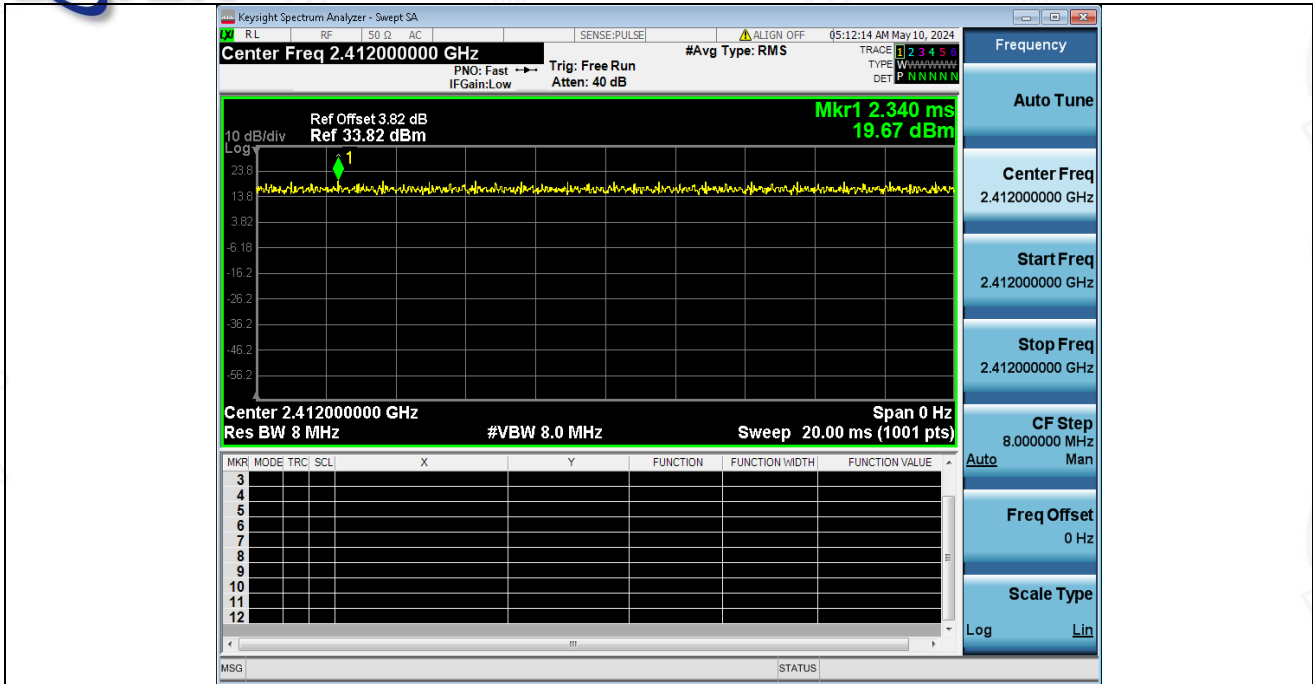 Keysight Spectrum Analyzer - Swept SA
LXI RL RF 50 Ω AC SENSE:PULSE ALIGN OFF 05:12:14 AM May 10, 2024
Center Freq 2.412000000 GHz #Avg Type: RMS TRACE 1 2 3 4 5 6
PNO: Fast Trig: Free Run TYPE WWWWWW
IFGain:Low Atten: 40 dB DET P N N N N N
Mkr1 2.340 ms
Ref Offset 3.82 dB
10 dB/div Ref 33.82 dBm 19.67 dBm
Log
1
23.8
13.8
3.82
-6.18
-16.2
-26.2
-36.2
-46.2
-56.2
Center 2.412000000 GHz Span 0 Hz
Res BW 8 MHz #VBW 8.0 MHz Sweep 20.00 ms (1001 pts)
MKR MODE TRC SCL X Y FUNCTION FUNCTION WIDTH FUNCTION VALUE
3
4
5
6
7
8
9
10
11
12
MSG STATUS
Frequency
Auto Tune
Center Freq
2.412000000 GHz
Start Freq
2.412000000 GHz
Stop Freq
2.412000000 GHz
CF Step
8.000000 MHz
Auto Man
Freq Offset
0 Hz
Scale Type
Log Lin